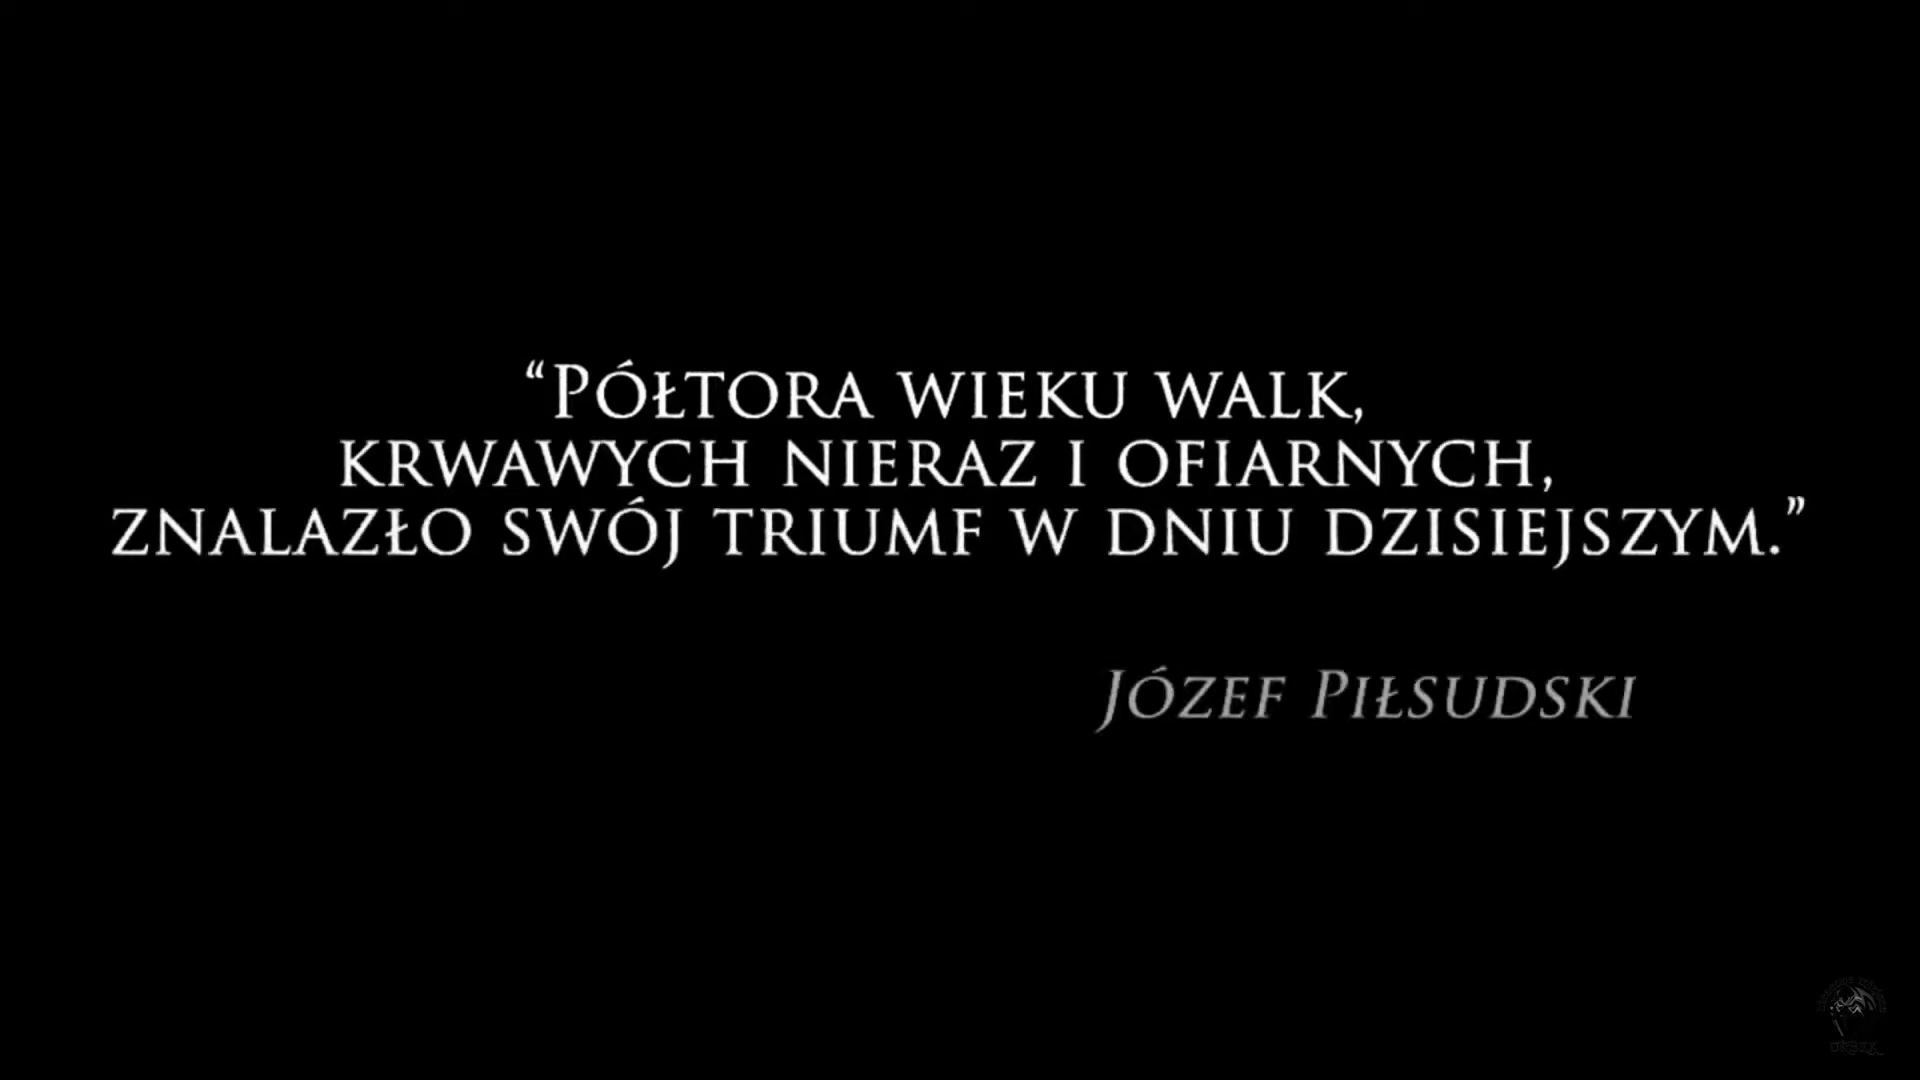 “Półtora wieku walk,
krwawych nieraz i ofiarnych,
znalazło swój triumf w dniu dzisiejszym.”
Józef Piłsudski